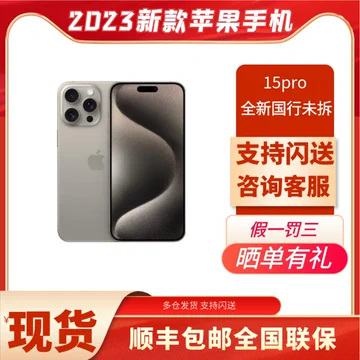 2023新款苹果手机
15pro
全新国行未拆
支持闪送
咨询客服
假一罚三
晒单有礼
多仓发货 支持闪送
¥
现货
顺丰包邮全国联保